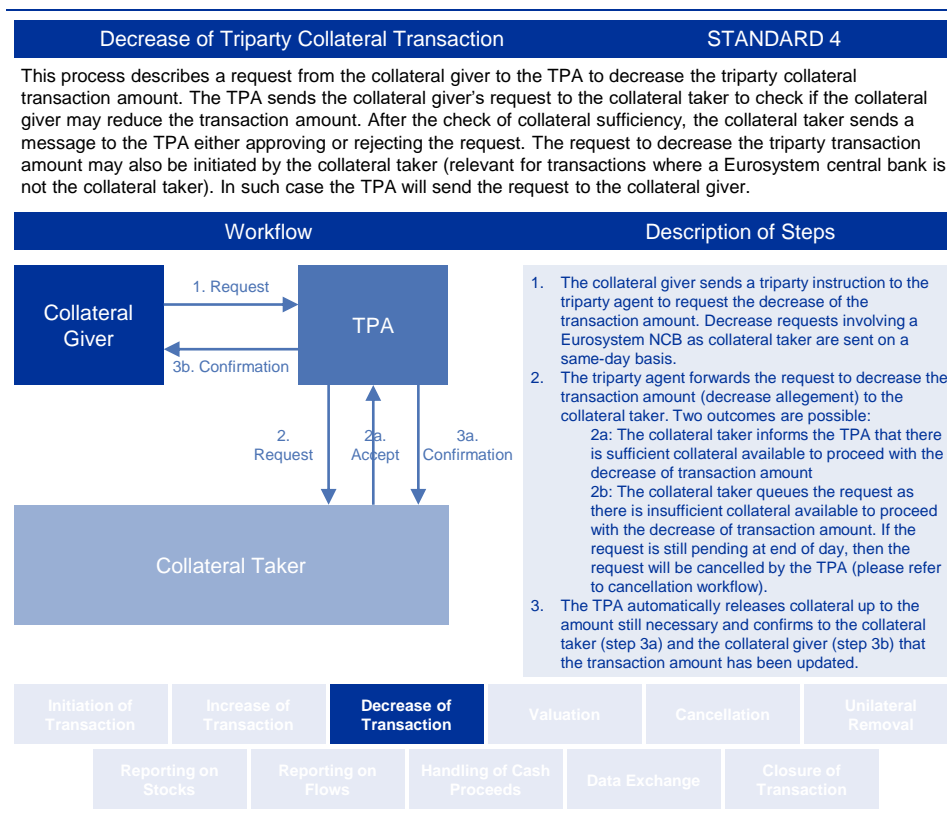 Decrease of Triparty Collateral Transaction STANDARD 4
This process describes a request from the collateral giver to the TPA to decrease the triparty collateral
transaction amount. The TPA sends the collateral giver's request to the collateral taker to check if the collateral
giver may reduce the transaction amount. After the check of collateral sufficiency, the collateral taker sends a
message to the TPA either approving or rejecting the request. The request to decrease the triparty transaction
amount may also be initiated by the collateral taker (relevant for transactions where a Eurosystem central bank is
not the collateral taker). In such case the TPA will send the request to the collateral giver.
Workflow
Collateral
Giver
1. Request
TPA
3b. Confirmation
2.
Request
2a.
Accept
3a.
Confirmation
Collateral Taker
Description of Steps
1. The collateral giver sends a triparty instruction to the
triparty agent to request the decrease of the
transaction amount. Decrease requests involving a
Eurosystem NCB as collateral taker are sent on a
same-day basis.
2. The triparty agent forwards the request to decrease the
transaction amount (decrease allegement) to the
collateral taker. Two outcomes are possible:
2a: The collateral taker informs the TPA that there
is sufficient collateral available to proceed with the
decrease of transaction amount
2b: The collateral taker queues the request as
there is insufficient collateral available to proceed
with the decrease of transaction amount. If the
request is still pending at end of day, then the
request will be cancelled by the TPA (please refer
to cancellation workflow).
3. The TPA automatically releases collateral up to the
amount still necessary and confirms to the collateral
taker (step 3a) and the collateral giver (step 3b) that
the transaction amount has been updated.
Initiation of
Transaction
Increase of
Transaction
Decrease of
Transaction
Valuation
Cancellation
Unilateral
Removal
Reporting on
Stocks
Reporting on
Flows
Handling of Cash
Proceeds
Data Exchange
Closure of
Transaction